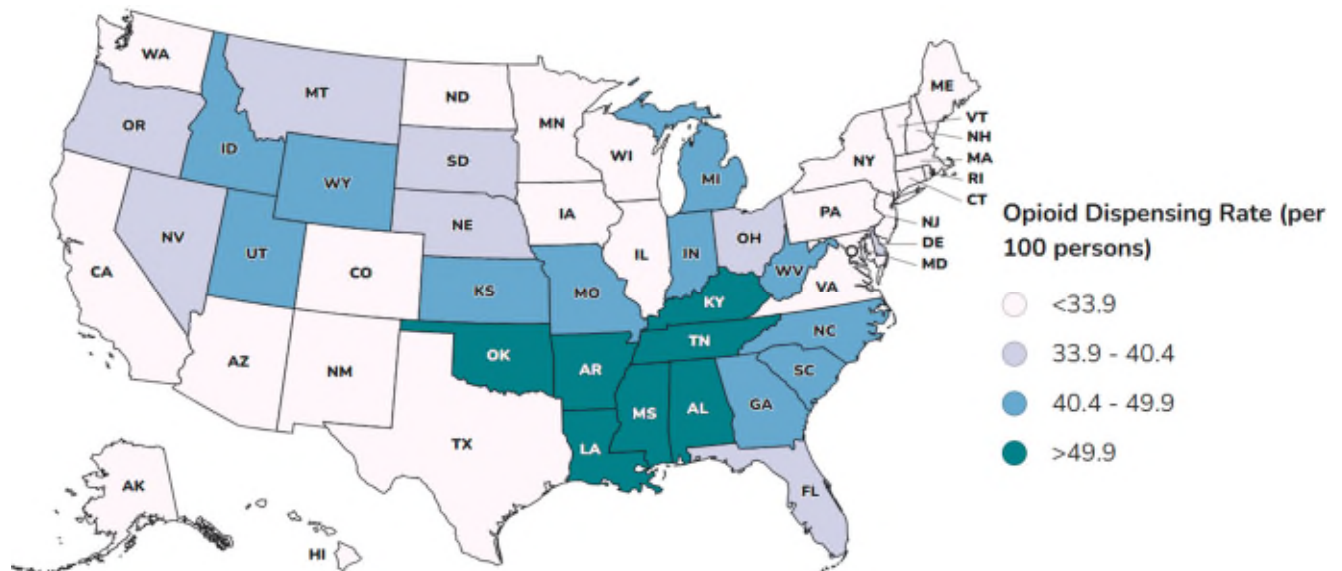 WA
MT
ND
MN
ME
VT
NH
OR
ID
SD
WI
NY
MA
WY
MI
RI
CT
NE
IA
PA
NJ
NV
OH
DE
UT
IL
IN
MD
CA
CO
WV
VA
KS
MO
KY
NC
TN
OK
AZ
NM
AR
SC
MS
AL
GA
TX
LA
AK
FL
HI
Opioid Dispensing Rate (per
100 persons)
<33.9
33.9 - 40.4
40.4 - 49.9
>49.9